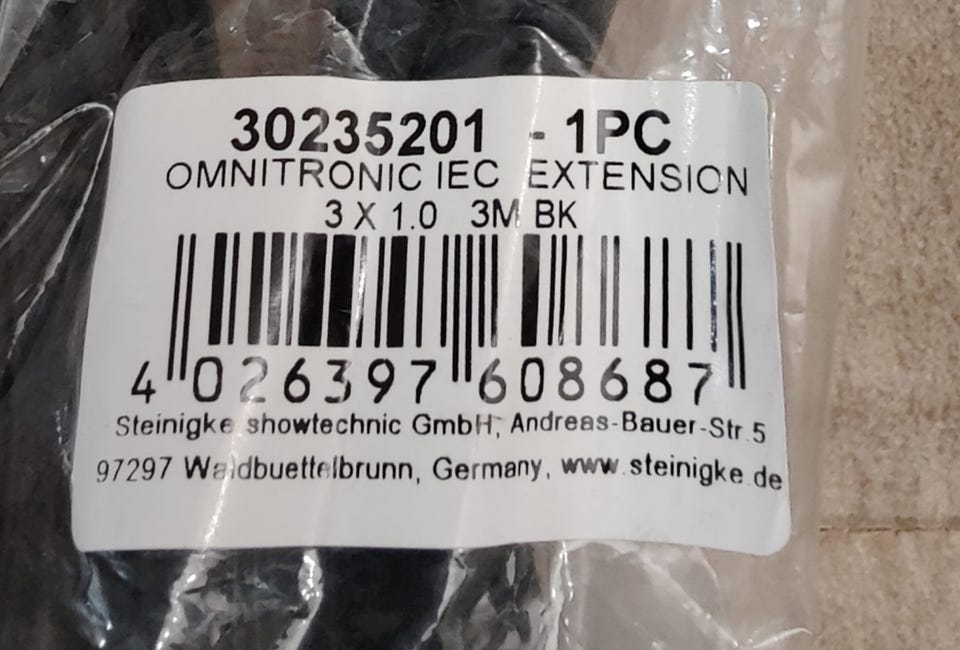 30235201 - 1PC
OMNITRONIC IEC EXTENSION
3 X 1.0 3M BK
4 026397 608687
Steinigke showtechnic GmbH, Andreas-Bauer-Str.5
97297 Waldbuettelbrunn, Germany, www.steinigke.de